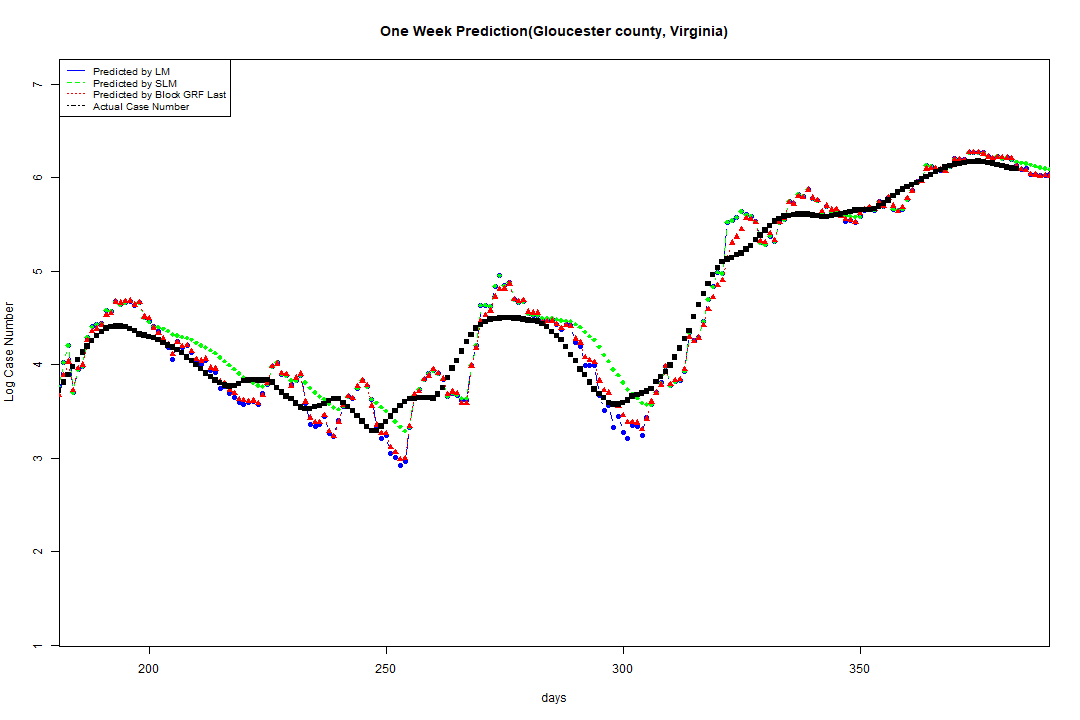 One Week Prediction(Gloucester county, Virginia)
Predicted by LM
Predicted by SLM
Predicted by Block GRF Last
Actual Case Number
7
6
5
4
3
2
1
Log Case Number
200 250 300 350
days